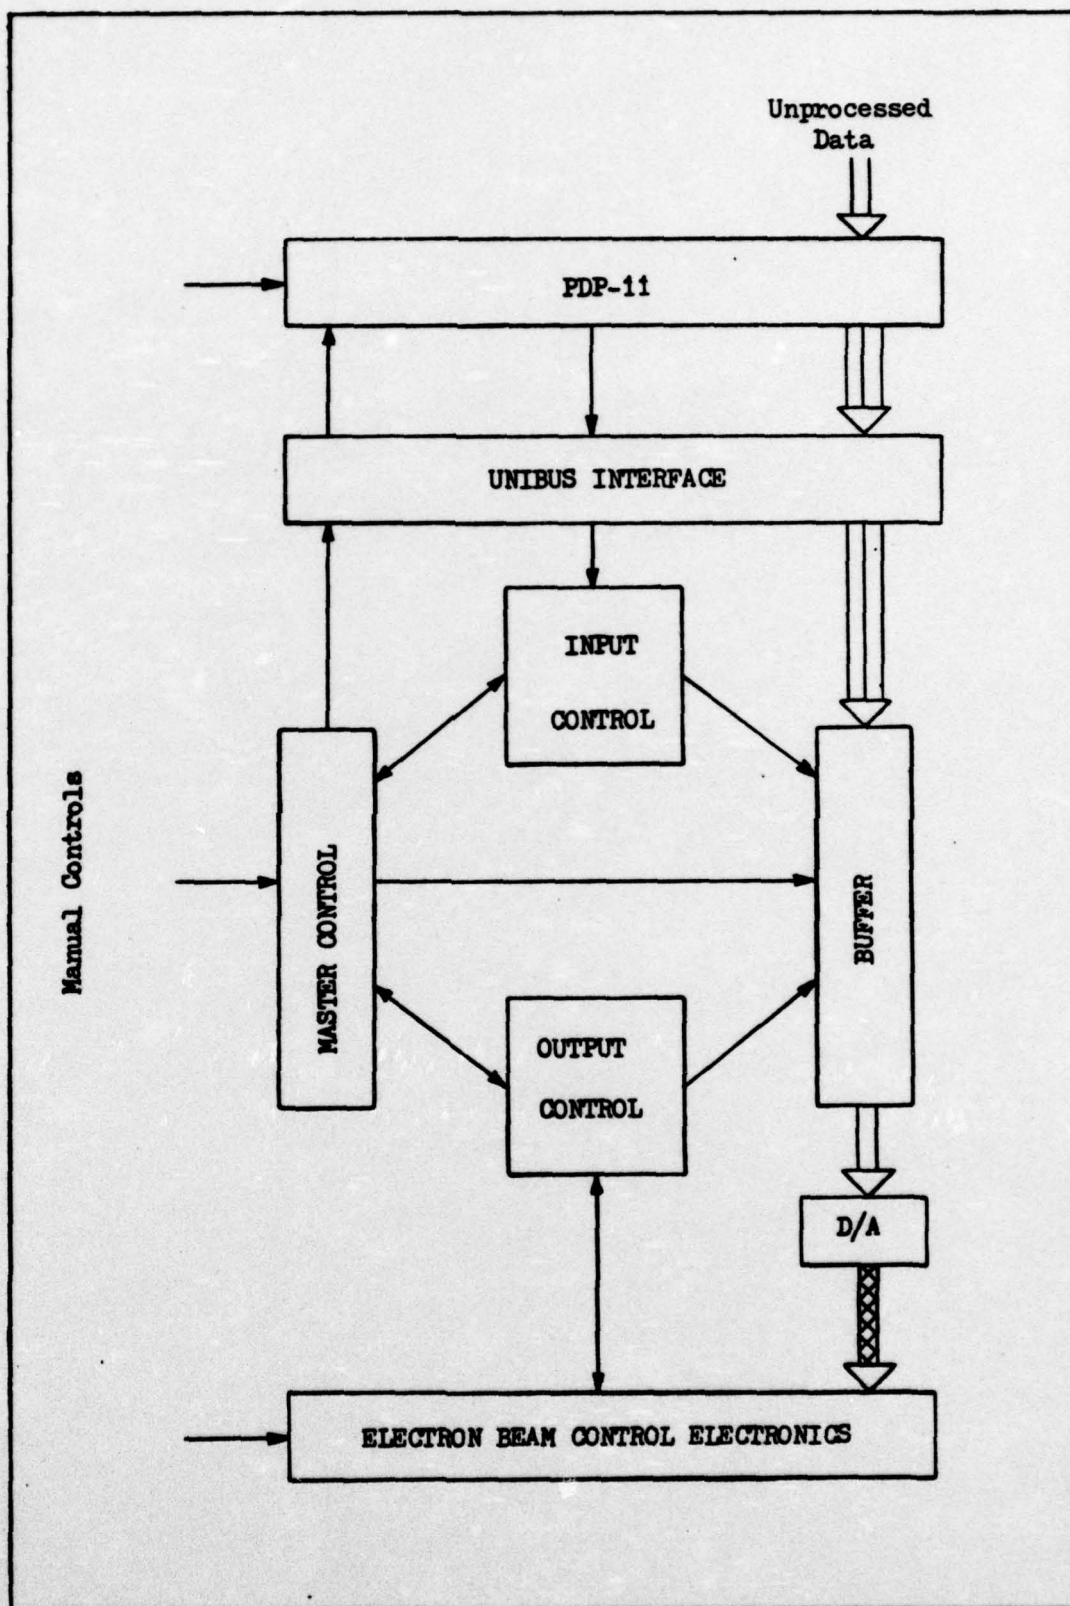 Unprocessed
Data
PDP-11
UNIBUS INTERFACE
INPUT
CONTROL
Manual Controls
MASTER CONTROL
BUFFER
OUTPUT
CONTROL
D/A
ELECTRON BEAM CONTROL ELECTRONICS